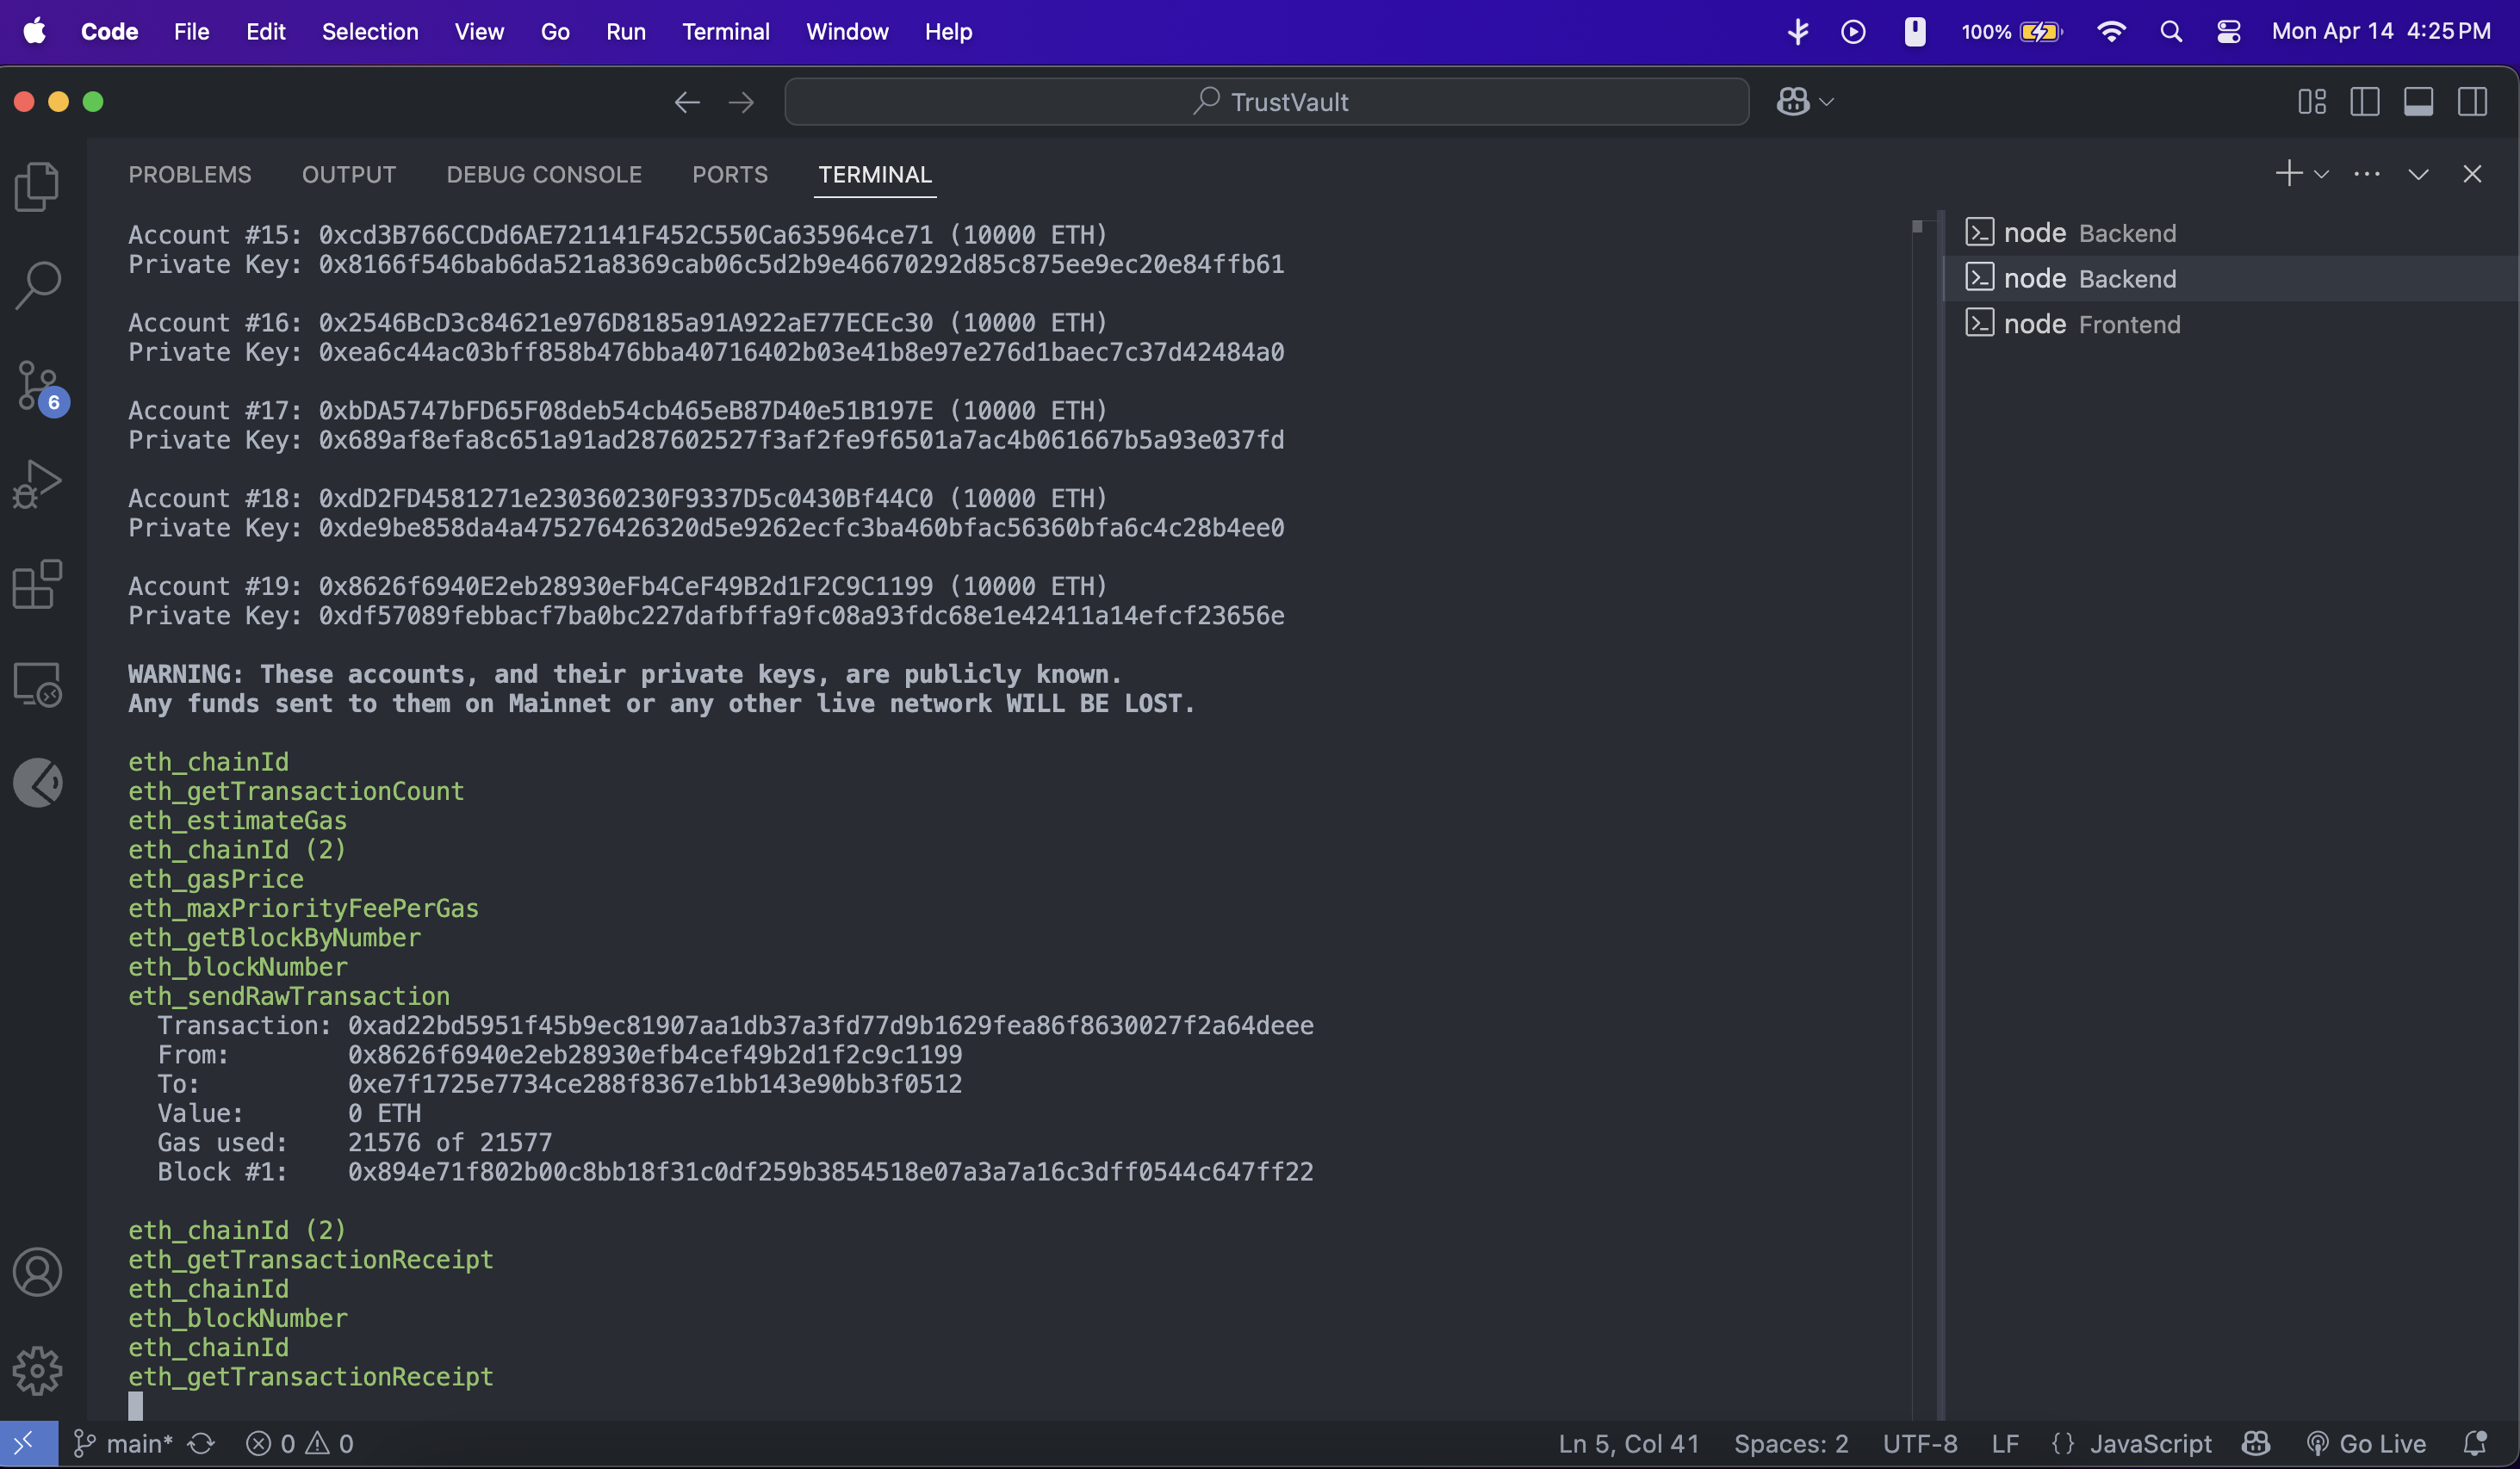 Code File Edit Selection View Go Run Terminal Window Help 100% Mon Apr 14 4:25 PM
TrustVault
PROBLEMS OUTPUT DEBUG CONSOLE PORTS TERMINAL
Account #15: 0xcd3B766CCDd6AE721141F452C550Ca635964ce71 (10000 ETH)
Private Key: 0x8166f546bab6da521a8369cab06c5d2b9e46670292d85c875ee9ec20e84ffb61
Account #16: 0x2546BcD3c84621e976D8185a91A922aE77ECEc30 (10000 ETH)
Private Key: 0xea6c44ac03bff858b476bba40716402b03e41b8e97e276d1baec7c37d42484a0
Account #17: 0xbDA5747bFD65F08deb54cb465eB87D40e51B197E (10000 ETH)
Private Key: 0x689af8efa8c651a91ad287602527f3af2fe9f6501a7ac4b061667b5a93e037fd
Account #18: 0xdD2FD4581271e230360230F9337D5c0430Bf44C0 (10000 ETH)
Private Key: 0xde9be858da4a475276426320d5e9262ecfc3ba460bfac56360bfa6c4c28b4ee0
Account #19: 0x8626f6940E2eb28930eFb4CeF49B2d1F2C9C1199 (10000 ETH)
Private Key: 0xdf57089febbacf7ba0bc227dafbffa9fc08a93fdc68e1e42411a14efcf23656e
WARNING: These accounts, and their private keys, are publicly known.
Any funds sent to them on Mainnet or any other live network WILL BE LOST.
eth_chainId
eth_getTransactionCount
eth_estimateGas
eth_chainId (2)
eth_gasPrice
eth_maxPriorityFeePerGas
eth_getBlockByNumber
eth_blockNumber
eth_sendRawTransaction
Transaction: 0xad22bd5951f45b9ec81907aa1db37a3fd77d9b1629fea86f8630027f2a64deee
From: 0x8626f6940e2eb28930efb4cef49b2d1f2c9c1199
To: 0xe7f1725e7734ce288f8367e1bb143e90bb3f0512
Value: 0 ETH
Gas used: 21576 of 21577
Block #1: 0x894e71f802b00c8bb18f31c0df259b3854518e07a3a7a16c3dff0544c647ff22
eth_chainId (2)
eth_getTransactionReceipt
eth_chainId
eth_blockNumber
eth_chainId
eth_getTransactionReceipt
node Backend
node Backend
node Frontend
6
main* 0 0 Ln 5, Col 41 Spaces: 2 UTF-8 LF {} JavaScript Go Live